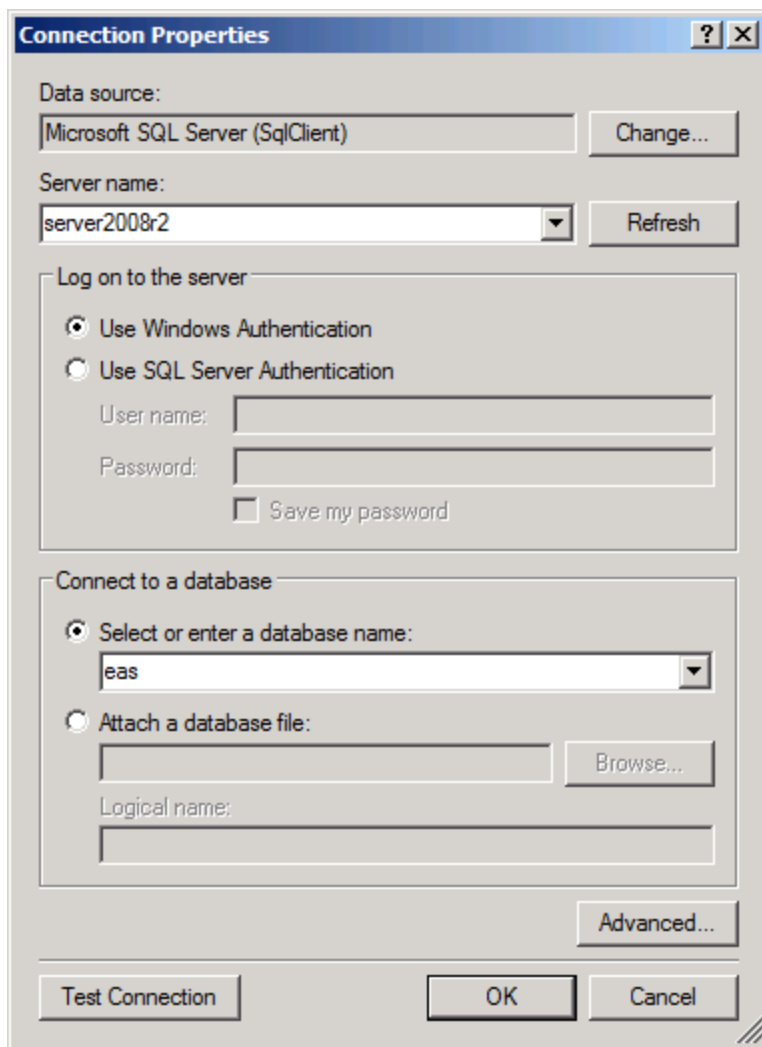 Connection Properties
Data source:
Microsoft SQL Server (SqlClient)
Change...
Server name:
server2008r2
Refresh
Log on to the server
Use Windows Authentication
Use SQL Server Authentication
User name:
Password:
Save my password
Connect to a database
Select or enter a database name:
eas
Attach a database file:
Browse...
Logical name:
Advanced...
Test Connection
OK
Cancel